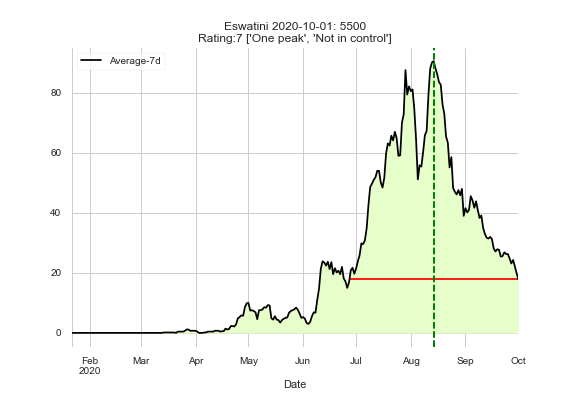 Eswatini 2020-10-01: 5500
Rating:7 ['One peak', 'Not in control']
Average-7d
80
60
40
20
0
Feb Mar Apr May Jun Jul Aug Sep Oct
2020
Date